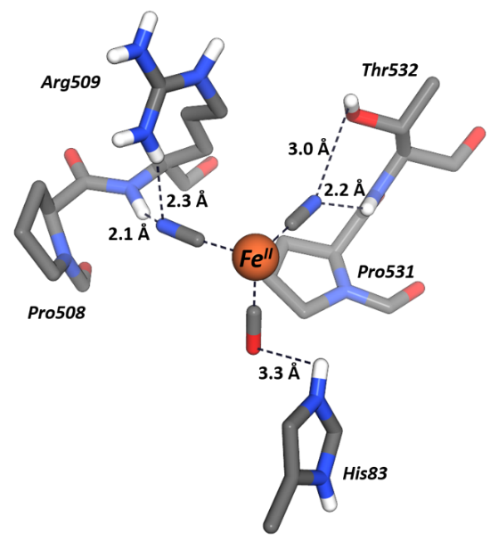 Arg509
Thr532
3.0 Å
2.3 Å
2.2 Å
2.1 Å
Fe^II
Pro508
Pro531
3.3 Å
His83